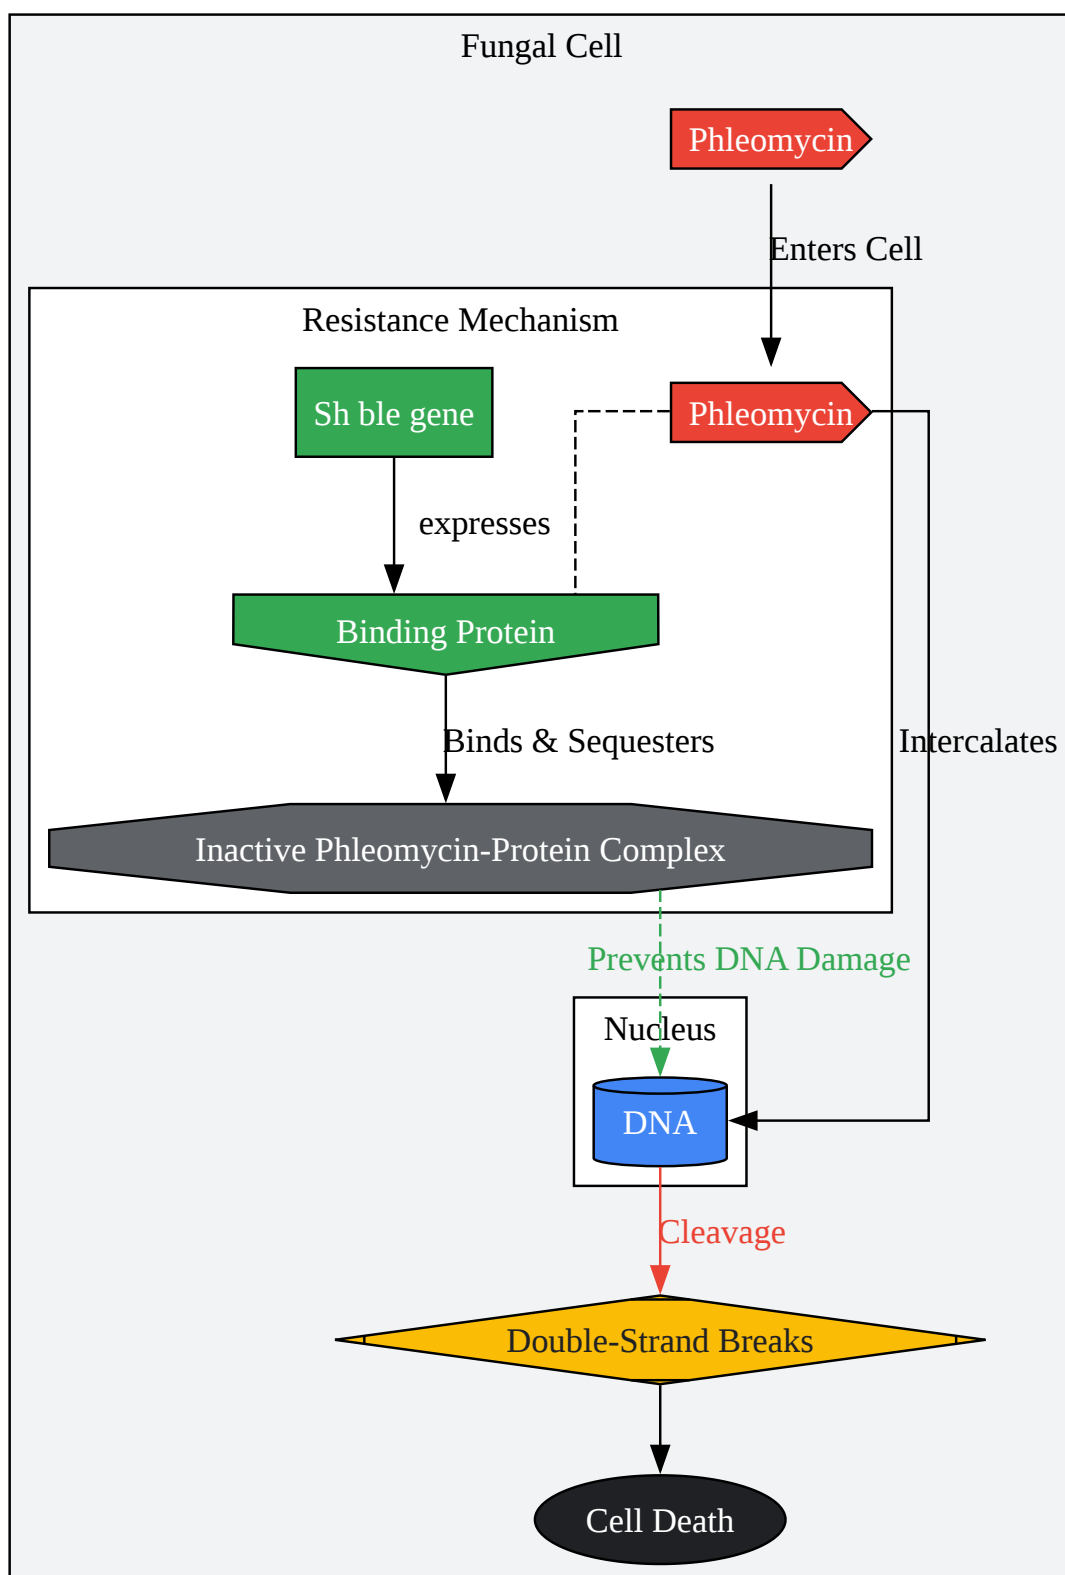 Fungal Cell
Phleomycin
Enters Cell
Resistance Mechanism
Sh ble gene
Phleomycin
expresses
Binding Protein
Binds & Sequesters
Intercalates
Inactive Phleomycin-Protein Complex
Prevents DNA Damage
Nucleus
DNA
Cleavage
Double-Strand Breaks
Cell Death